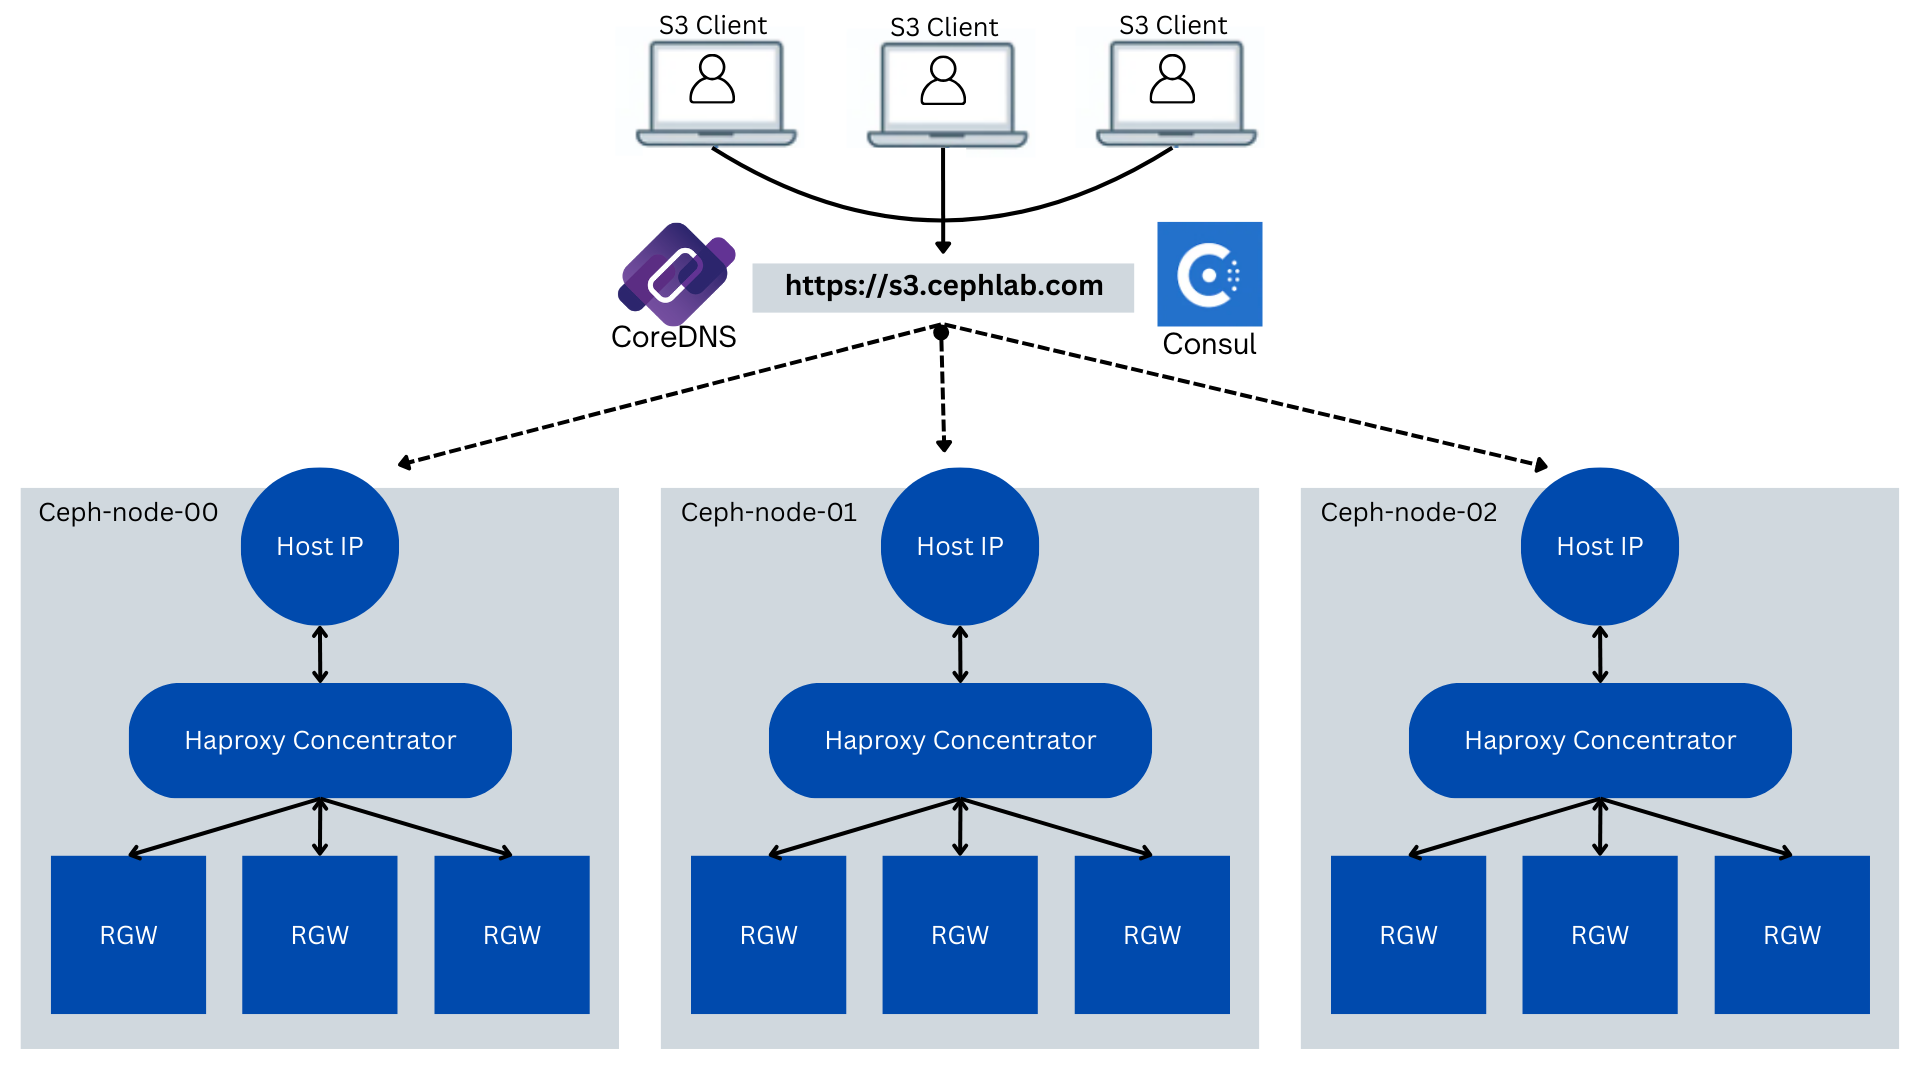 S3 Client
S3 Client
S3 Client
https://s3.cephlab.com
CoreDNS
Consul
Ceph-node-00
Host IP
Haproxy Concentrator
RGW
RGW
RGW
Ceph-node-01
Host IP
Haproxy Concentrator
RGW
RGW
RGW
Ceph-node-02
Host IP
Haproxy Concentrator
RGW
RGW
RGW